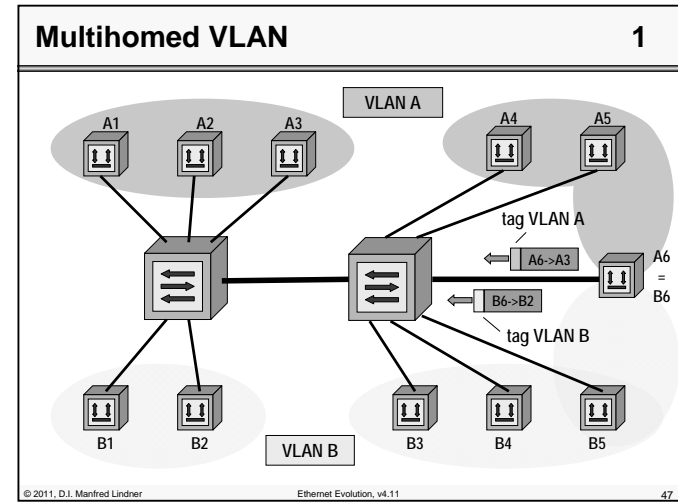 Multihomed VLAN 1
VLAN A
A1 A2 A3 A4 A5
tag VLAN A
A6->A3
A6
=
B6
B6->B2
tag VLAN B
B1 B2 B3 B4 B5
VLAN B
© 2011, D.I. Manfred Lindner Ethernet Evolution, v4.11 47